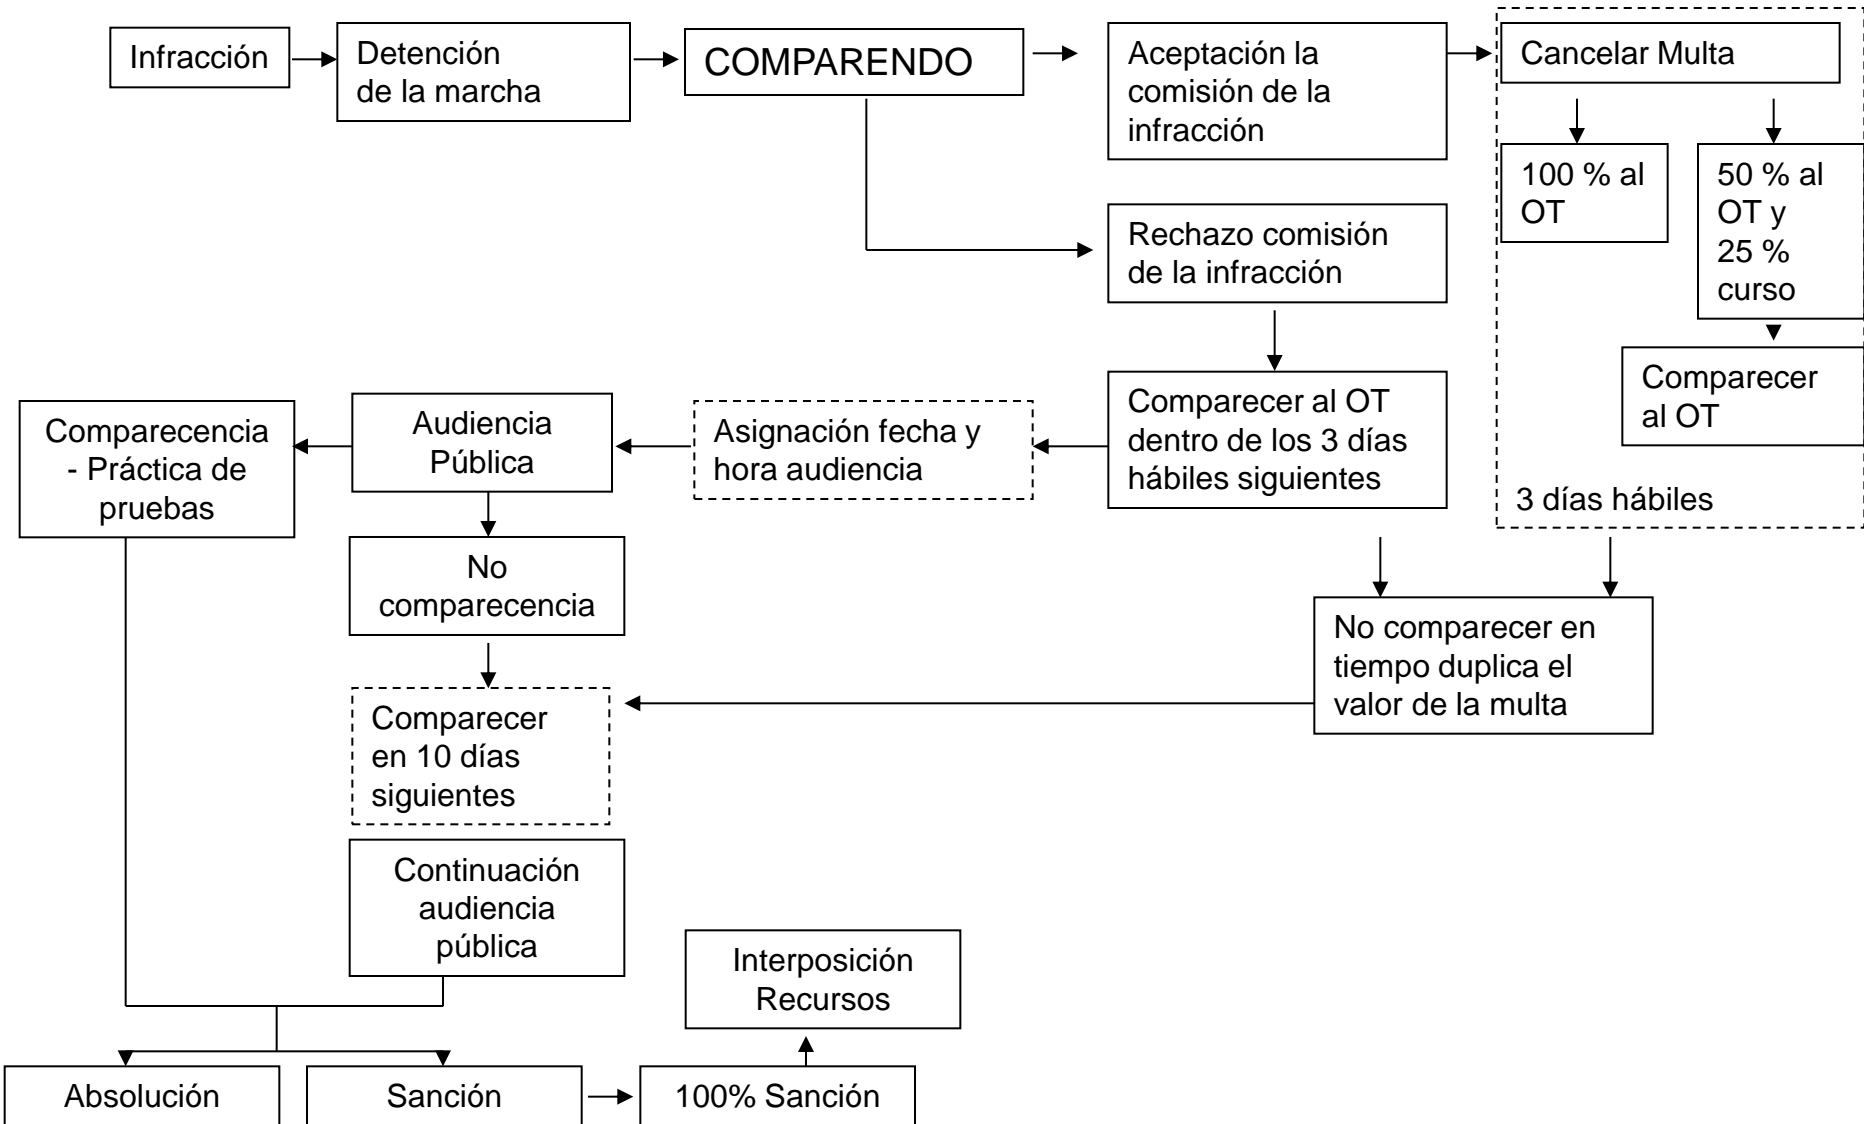 Infracción
Detención
de la marcha
COMPARENDO
Aceptación la
comisión de la
infracción
Cancelar Multa
100 % al
OT
50 % al
OT y
25 %
curso
Comparecer
al OT
3 días hábiles
Rechazo comisión
de la infracción
Comparecer al OT
dentro de los 3 días
hábiles siguientes
Asignación fecha y
hora audiencia
Audiencia
Pública
Comparecencia
- Práctica de
pruebas
No
comparecencia
No comparecer en
tiempo duplica el
valor de la multa
Comparecer
en 10 días
siguientes
Continuación
audiencia
pública
Interposición
Recursos
Absolución
Sanción
100% Sanción